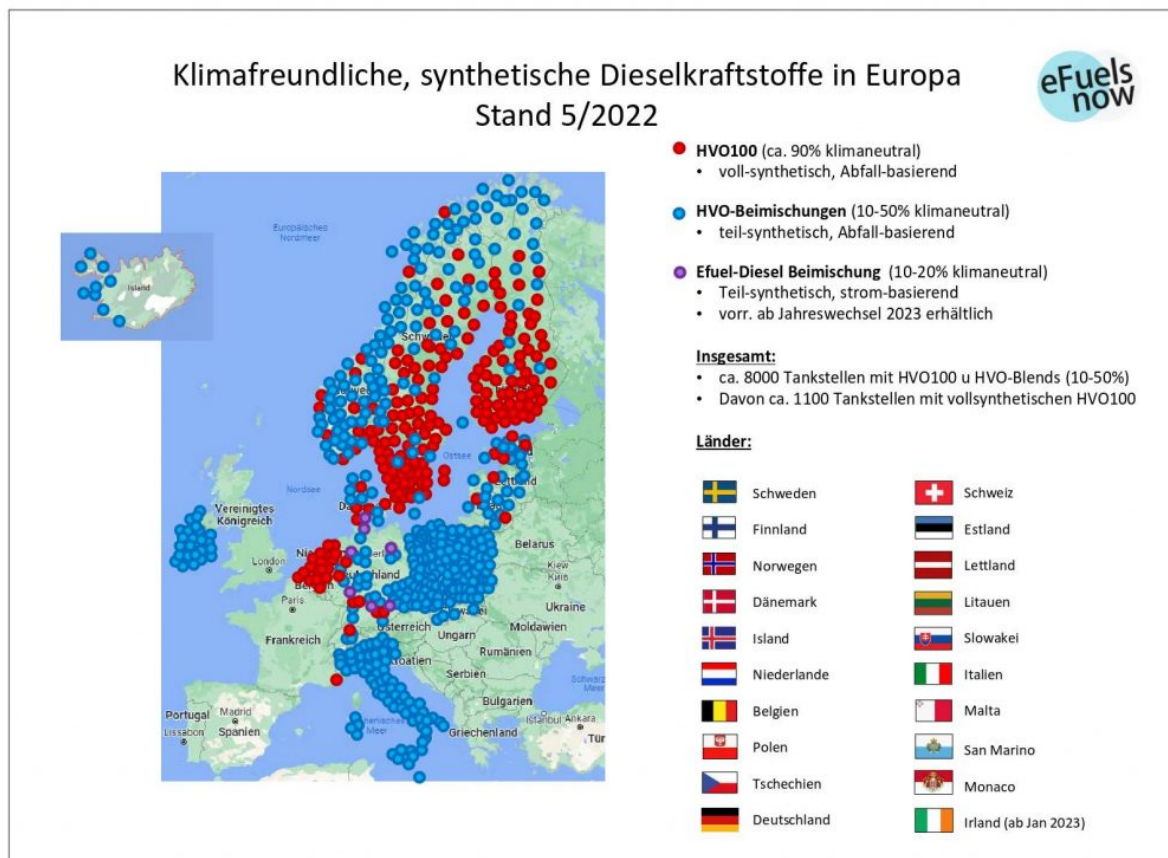 Klimafreundliche, synthetische Dieselkraftstoffe in Europa
Stand 5/2022
eFuels
now
HVO100 (ca. 90% klimaneutral)
• voll-synthetisch, Abfall-basierend
HVO-Beimischungen (10-50% klimaneutral)
• teil-synthetisch, Abfall-basierend
Efuel-Diesel Beimischung (10-20% klimaneutral)
• Teil-synthetisch, strom-basierend
• vorr. ab Jahreswechsel 2023 erhältlich
Insgesamt:
• ca. 8000 Tankstellen mit HVO100 u HVO-Blends (10-50%)
• Davon ca. 1100 Tankstellen mit vollsynthetischen HVO100
Länder:
Schweden
Finnland
Norwegen
Dänemark
Island
Niederlande
Belgien
Polen
Tschechien
Deutschland
Schweiz
Estland
Lettland
Litauen
Slowakei
Italien
Malta
San Marino
Monaco
Irland (ab Jan 2023)
Europäisches
Nordmeer
Island
Nordsee
Ostsee
Vereinigtes
Königreich
London
Paris
Belarus
Kiew
Київ
Ukraine
Österreich
Moldawien
Ungarn
Frankreich
Rumänien
Serbien
Bulgarien
Portugal
Madrid
Lissabon
Spanien
Griechenland
Istanbul
Ankara